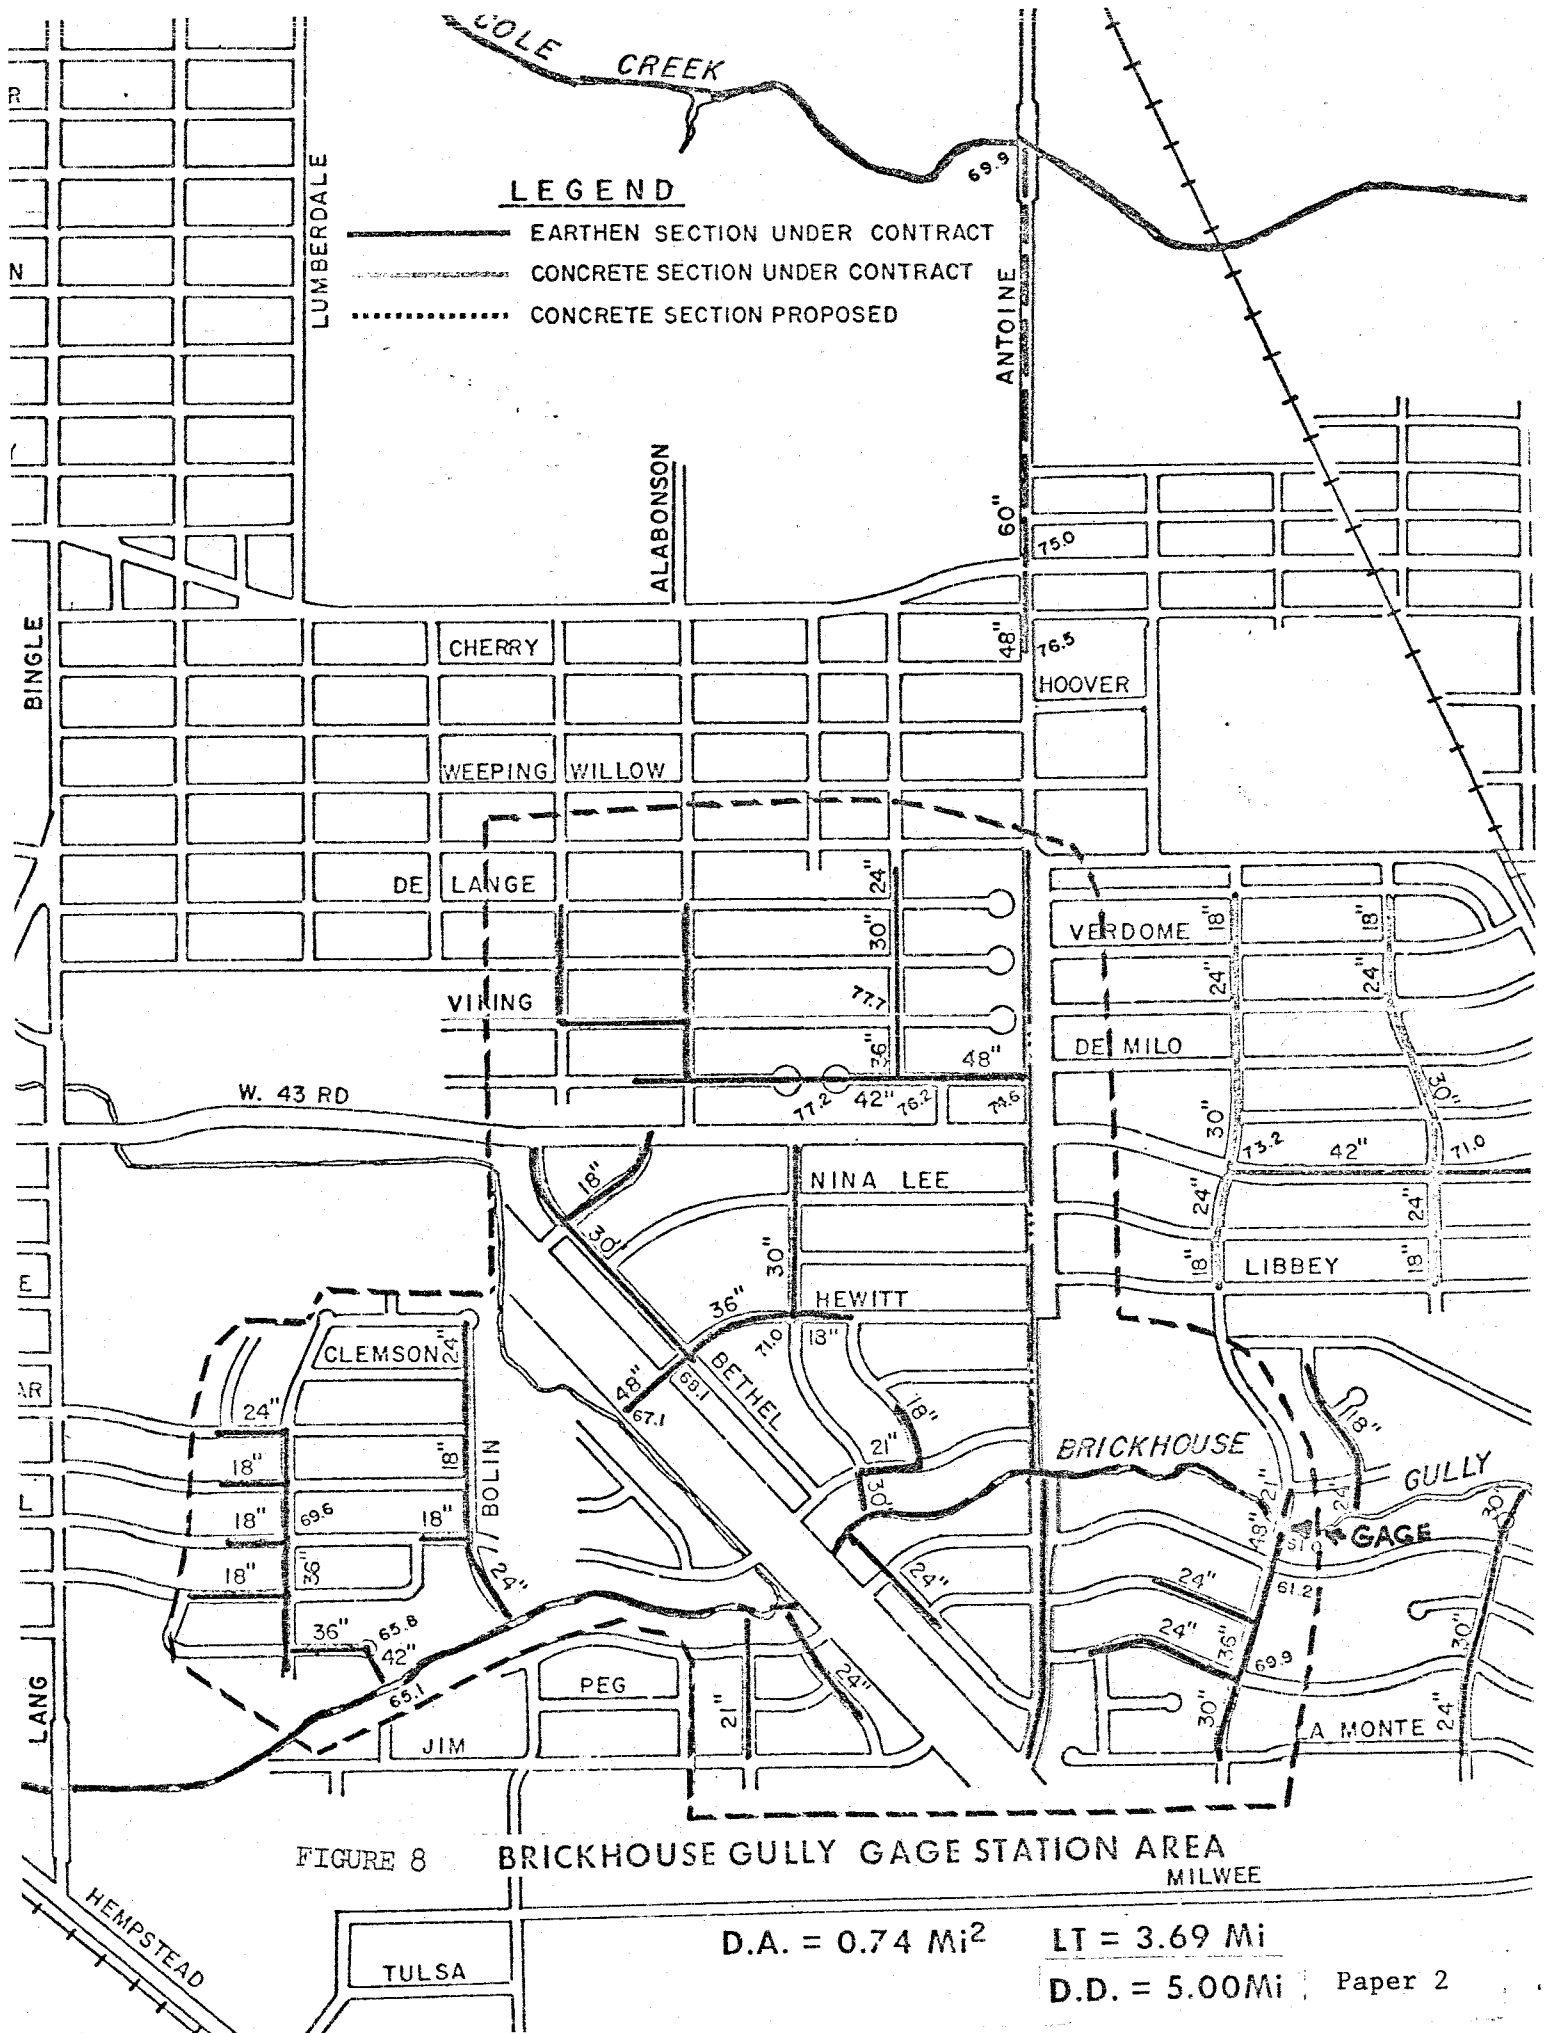 COLE CREEK
R
69.9
LEGEND
EARTHEN SECTION UNDER CONTRACT
CONCRETE SECTION UNDER CONTRACT
CONCRETE SECTION PROPOSED
LUMBERDALE
N
ANTOINE
ALABONSON
60"
75.0
BINGLE
CHERRY
48"
76.5
HOOVER
WEEPING WILLOW
DE LANGE
24"
30"
VERDOME
18"
18"
24"
24"
VIKING
77.7
36"
48"
DE MILO
W. 43 RD
77.2
42"
76.2
74.6
30"
30"
73.2
42"
71.0
18"
NINA LEE
24"
24"
30"
30"
E
18"
LIBBEY
18"
36"
HEWITT
CLEMSON
24"
71.0
18"
BETHEL
AR
48"
68.1
67.1
24"
18"
18"
18"
BOLIN
21"
BRICKHOUSE GULLY
18"
30"
21"
24"
30"
18"
69.6
18"
48"
GAGE
18"
36"
24"
24"
24"
61.2
36"
65.8
42"
24"
36"
69.9
30"
65.1
PEG
21"
24"
30"
24"
LANG
JIM
A MONTE
FIGURE 8 BRICKHOUSE GULLY GAGE STATION AREA
MILWEE
HEMPSTEAD
D.A. = 0.74 Mi²
LT = 3.69 Mi
TULSA
D.D. = 5.00Mi
Paper 2